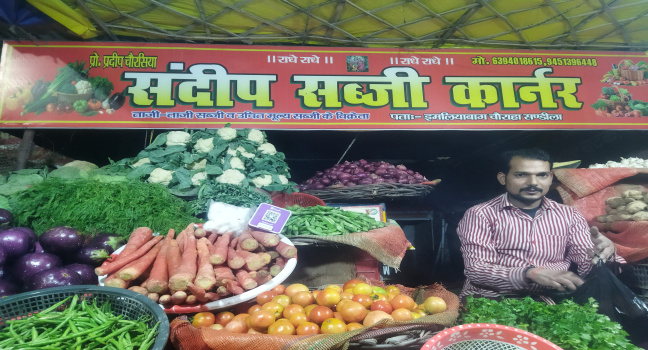 ।। राधे राधे ।। ।। राधे राधे ।।
प्रो. प्रदीप चौरसिया
मो. 6394018615, 9451396448
संदीप सब्जी कार्नर
ताजी-ताजी सब्जी व उचित मूल्य सब्जी के विक्रेता
पता:- इमलियाबाग चौराहा सण्डीला